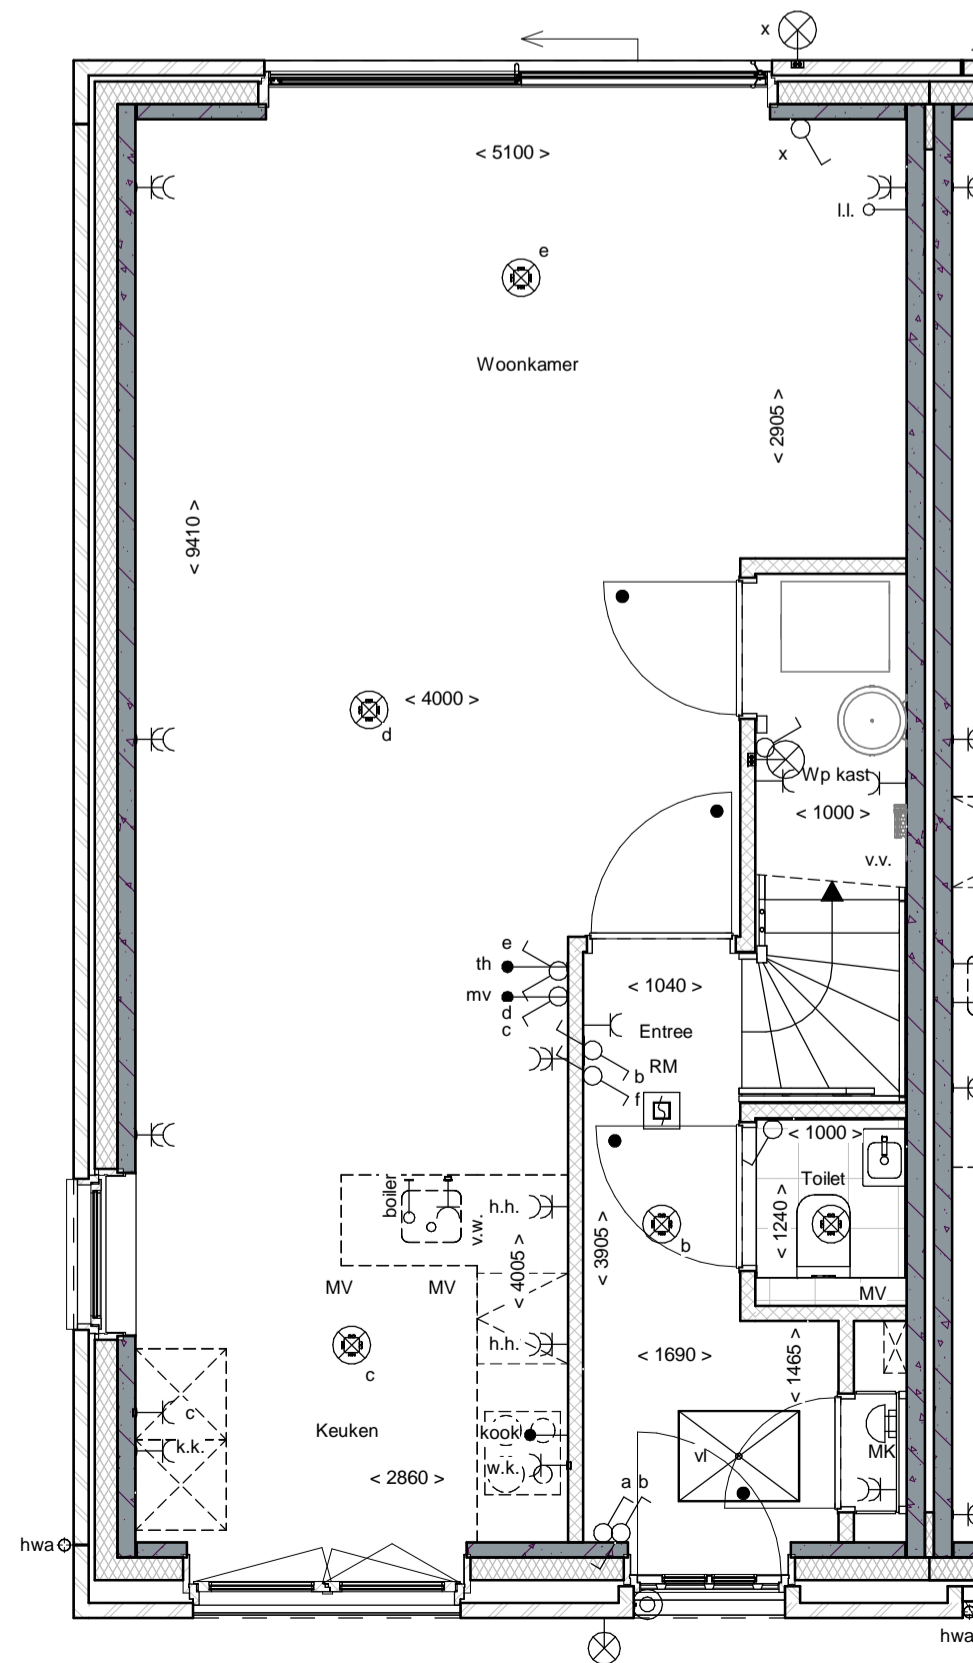 x
< 5100 >
x
l.l.
e
Woonkamer
< 2905 >
< 9410 >
< 4000 >
d
Wp kast
< 1000 >
v.v.
e
th
mv
d
c
< 1040 >
Entree
RM
b
f
< 1000 >
Toilet
< 1240 >
MV
boiler
v.w.
h.h.
< 4005 >
< 3905 >
b
MV
MV
h.h.
c
< 1690 >
< 1465 >
c
k.k.
Keuken
kook
w.k.
vl
MK
< 2860 >
a
b
hwa
hwa